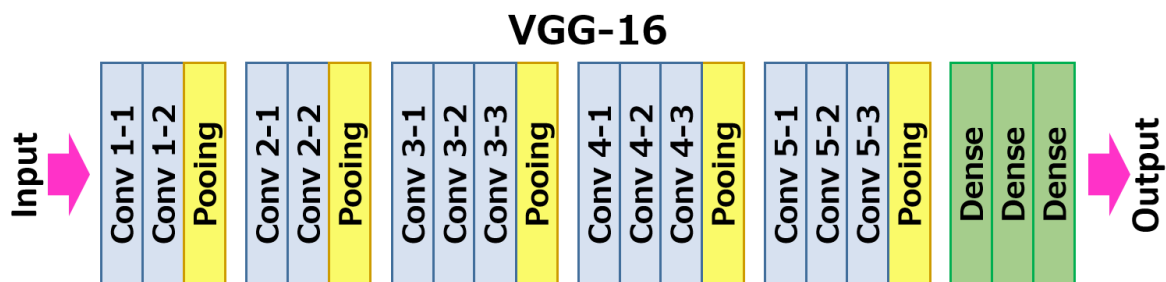 VGG-16
Input
Conv 1-1
Conv 1-2
Pooing
Conv 2-1
Conv 2-2
Pooing
Conv 3-1
Conv 3-2
Conv 3-3
Pooing
Conv 4-1
Conv 4-2
Conv 4-3
Pooing
Conv 5-1
Conv 5-2
Conv 5-3
Pooing
Dense
Dense
Dense
Output